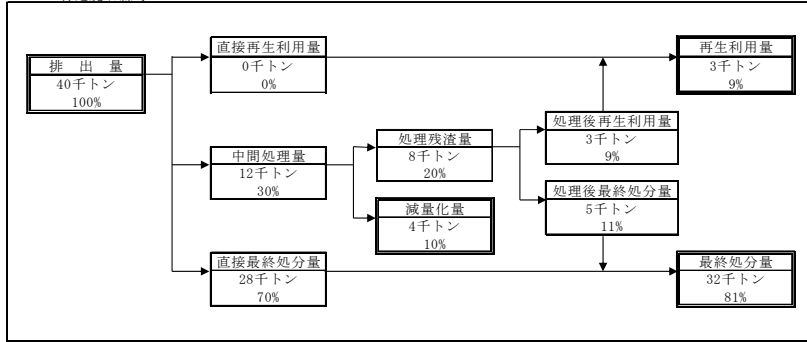 排 出 量
40千トン
100%
直接再生利用量
0千トン
0%
再生利用量
3千トン
9%
中間処理量
12千トン
30%
処理残渣量
8千トン
20%
処理後再生利用量
3千トン
9%
減量化量
4千トン
10%
処理後最終処分量
5千トン
11%
直接最終処分量
28千トン
70%
最終処分量
32千トン
81%